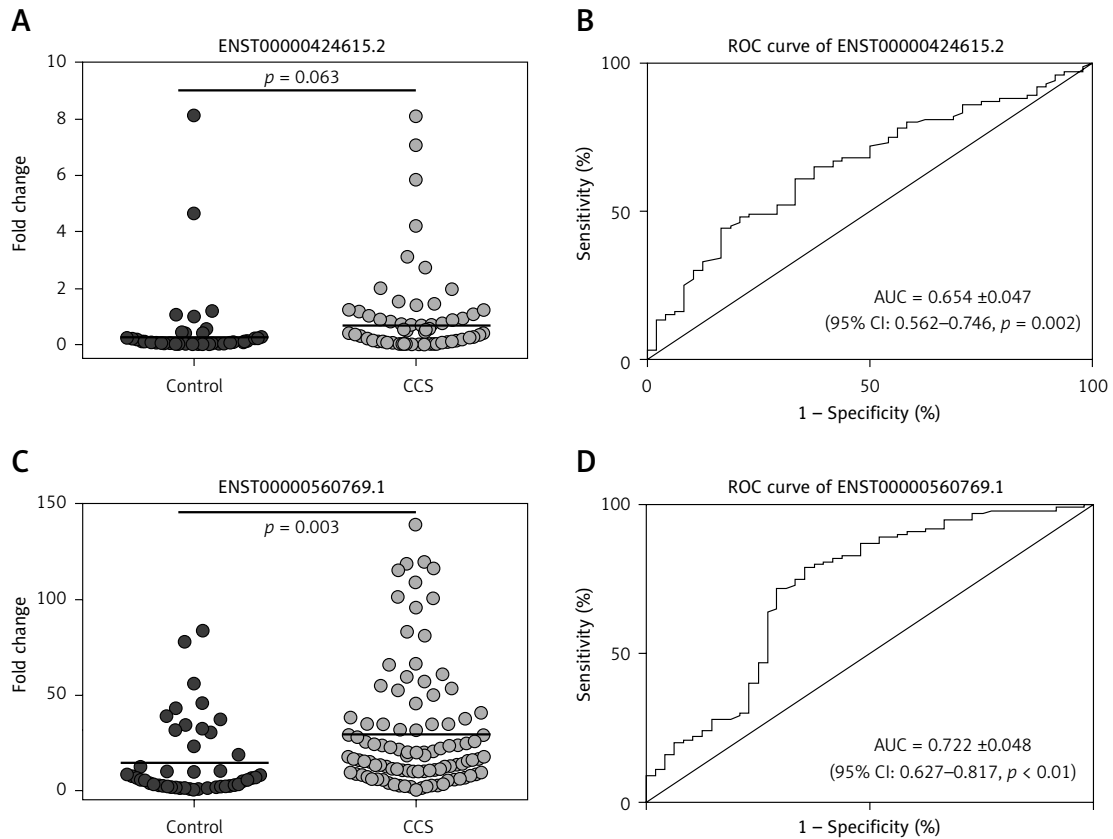 A
ENST00000424615.2
p = 0.063
Fold change
10
8
6
4
2
0
Control
CCS
B
ROC curve of ENST00000424615.2
Sensitivity (%)
100
50
0
AUC = 0.654 ±0.047
(95% CI: 0.562–0.746, p = 0.002)
0
50
100
1 – Specificity (%)
C
ENST00000560769.1
p = 0.003
Fold change
150
100
50
0
Control
CCS
D
ROC curve of ENST00000560769.1
Sensitivity (%)
100
50
0
AUC = 0.722 ±0.048
(95% CI: 0.627–0.817, p < 0.01)
1 – Specificity (%)